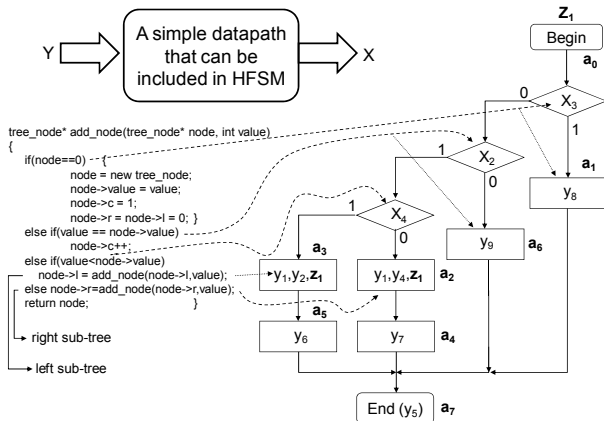 Y
A simple datapath
that can be
included in HFSM
X
Z₁
Begin
a₀
X₃
0
1
a₁
y₈
X₂
1
0
y₉
a₆
X₄
1
0
a₃
y₁,y₂,z₁
y₁,y₄,z₁
a₂
a₅
y₆
y₇
a₄
End (y₅)
a₇
tree_node* add_node(tree_node* node, int value)
{
if(node==0) {
node = new tree_node;
node->value = value;
node->c = 1;
node->r = node->l = 0; }
else if(value == node->value)
node->c++;
else if(value<node->value)
node->l = add_node(node->l,value);
else node->r=add_node(node->r,value);
return node; }
right sub-tree
left sub-tree